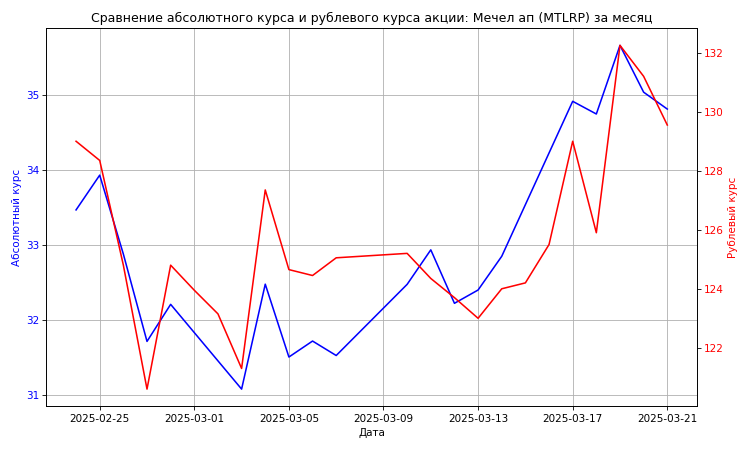 Сравнение абсолютного курса и рублевого курса акции: Мечел ап (MTLRP) за месяц
Абсолютный курс
35
34
33
32
31
132
130
128
126
124
122
Рублевый курс
2025-02-25 2025-03-01 2025-03-05 2025-03-09 2025-03-13 2025-03-17 2025-03-21
Дата